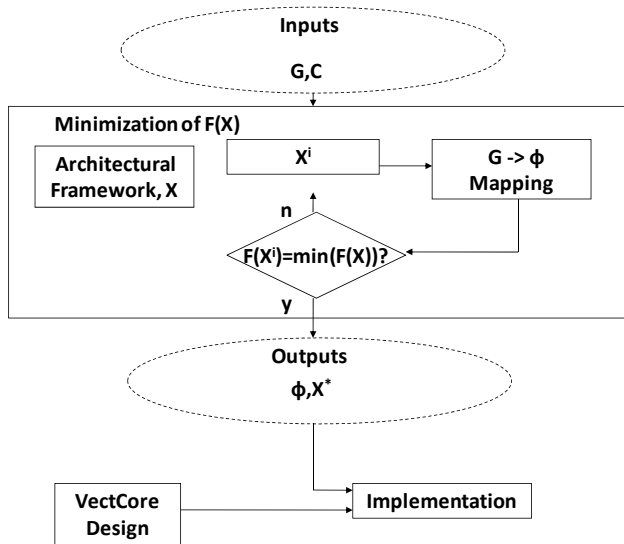 Inputs
G,C
Minimization of F(X)
Architectural
Framework, X
Xⁱ
G -> ϕ
Mapping
n
F(Xⁱ)=min(F(X))?
y
Outputs
ϕ,X*
VectCore
Design
Implementation